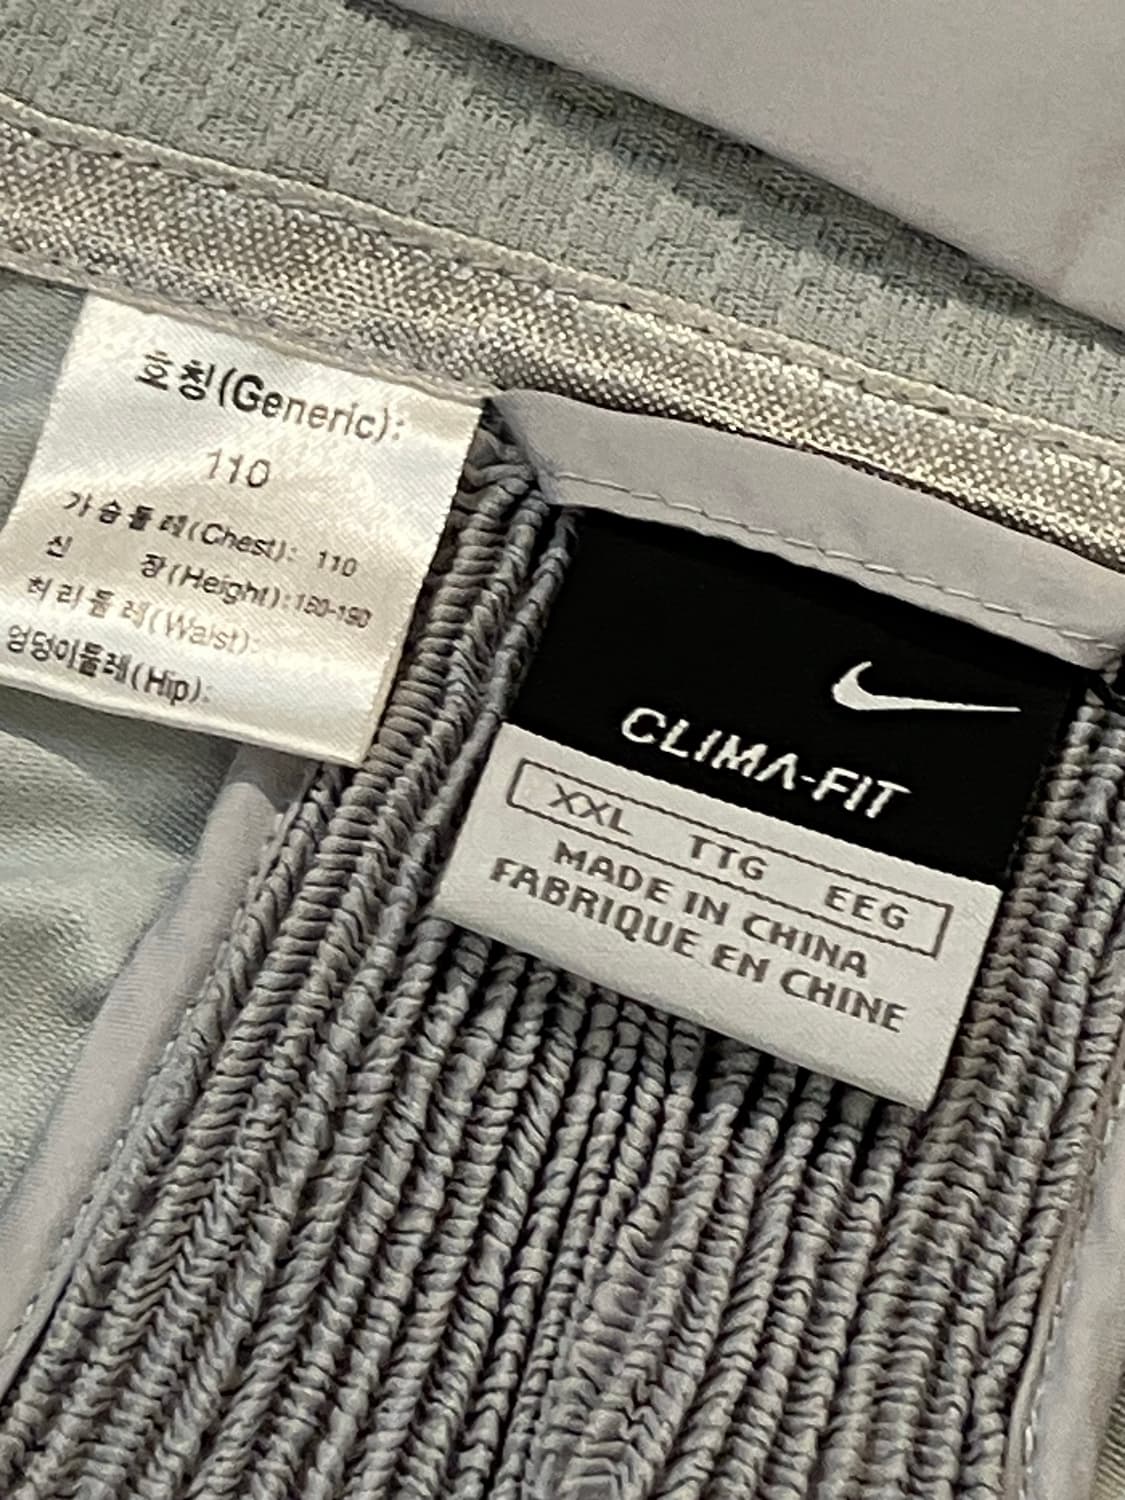 호칭(Generic):
110
가슴둘레(Chest): 110
신 장(Height):180-190
허리둘레(Waist):
엉덩이둘레(Hip):
CLIMA-FIT
XXL TTG EEG
MADE IN CHINA
FABRIQUE EN CHINE